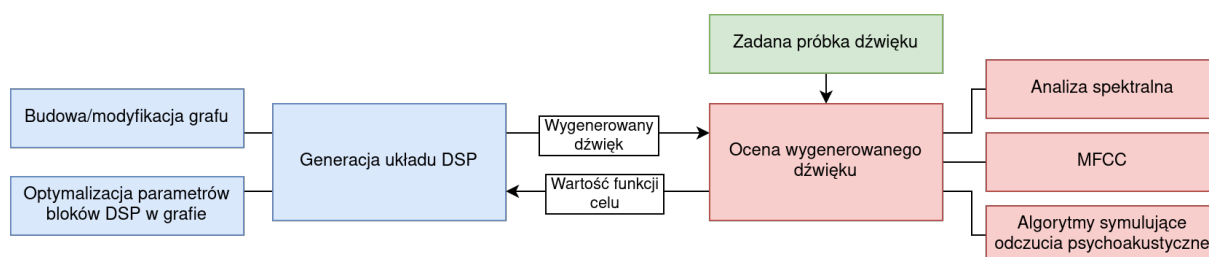 Zadana próbka dźwięku
Budowa/modyfikacja grafu
Optymalizacja parametrów
bloków DSP w grafie
Generacja układu DSP
Wygenerowany
dźwięk
Wartość funkcji
celu
Ocena wygenerowanego
dźwięku
Analiza spektralna
MFCC
Algorytmy symulujące
odczucia psychoakustyczne